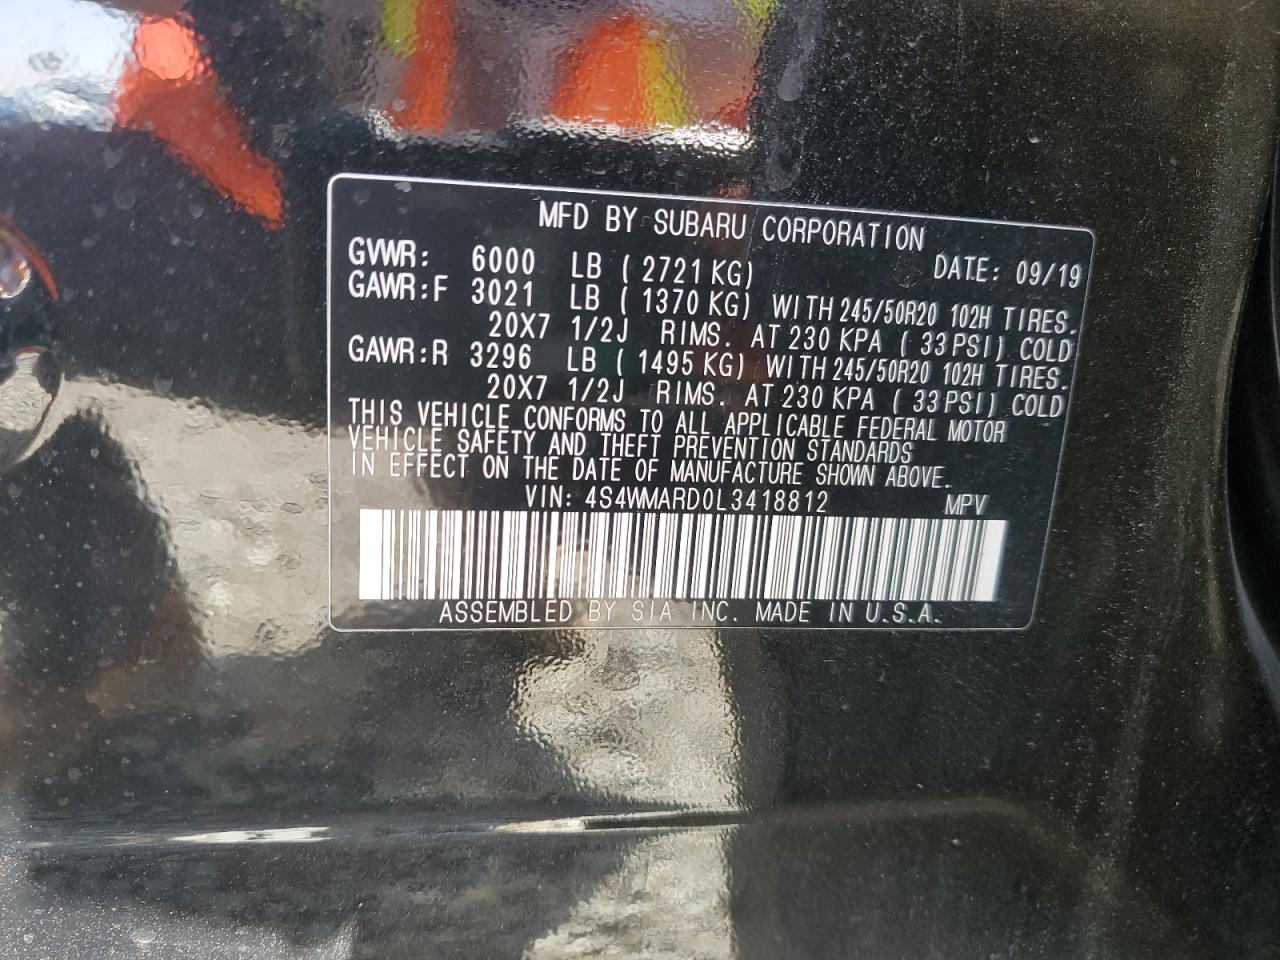 MFD BY SUBARU CORPORATION
GVWR: 6000 LB ( 2721 KG) DATE: 09/19
GAWR:F 3021 LB ( 1370 KG) WITH 245/50R20 102H TIRES.
20X7 1/2J RIMS. AT 230 KPA ( 33 PSI) COLD
GAWR:R 3296 LB ( 1495 KG) WITH 245/50R20 102H TIRES.
20X7 1/2J RIMS. AT 230 KPA ( 33 PSI) COLD
THIS VEHICLE CONFORMS TO ALL APPLICABLE FEDERAL MOTOR
VEHICLE SAFETY AND THEFT PREVENTION STANDARDS
IN EFFECT ON THE DATE OF MANUFACTURE SHOWN ABOVE.
VIN: 4S4WMARD0L3418812 MPV
ASSEMBLED BY SIA INC. MADE IN U.S.A.